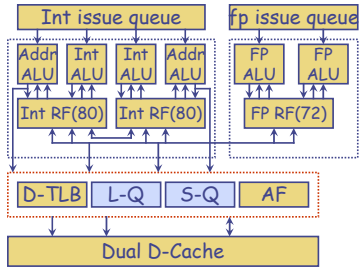 Int issue queue
fp issue queue
Addr ALU
Int ALU
Int ALU
Addr ALU
FP ALU
FP ALU
Int RF(80)
Int RF(80)
FP RF(72)
D-TLB
L-Q
S-Q
AF
Dual D-Cache